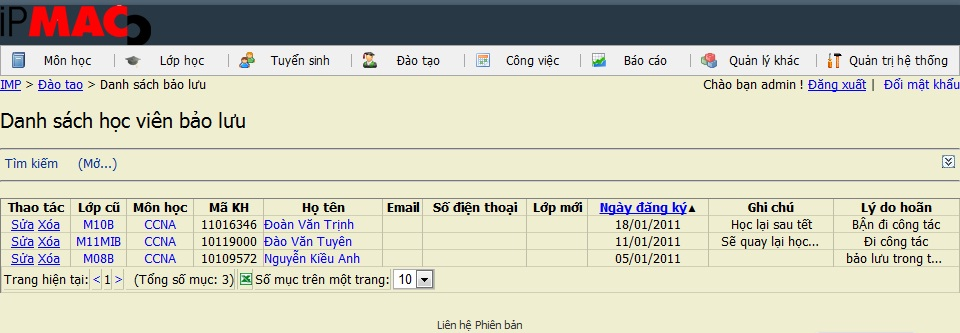 iPMAC
Môn học | Lớp học | Tuyển sinh | Đào tạo | Công việc | Báo cáo | Quản lý khác | Quản trị hệ thống
IMP > Đào tao > Danh sách bảo lưu Chào bạn admin ! Đăng xuất | Đổi mật khẩu
Danh sách học viên bảo lưu
Tìm kiếm (Mở...)
Thao tác Lớp cũ Môn học Mã KH Họ tên Email Số điện thoại Lớp mới Ngày đăng ký▲ Ghi chú Lý do hoãn
Sửa Xóa M10B CCNA 11016346 Đoàn Văn Trịnh 18/01/2011 Học lại sau tết BẬn đi công tác
Sửa Xóa M11MIB CCNA 10119000 Đào Văn Tuyên 11/01/2011 Sẽ quay lại học... Đi công tác
Sửa Xóa M08B CCNA 10109572 Nguyễn Kiều Anh 05/01/2011 bảo lưu trong t...
Trang hiện tại: < 1 > (Tổng số mục: 3) Số mục trên một trang: 10
Liên hệ Phiên bản